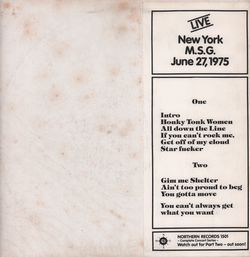 LIVE
New York
M.S.G.
June 27, 1975
One
Intro
Honky Tonk Women
All down the Line
If you can't rock me,
Get off of my cloud
Star fucker
Two
Gim me Shelter
Ain't too proud to beg
You gotta move
You can't always get
what you want
NORTHERN RECORDS 1501
- Complete Concert Series -
Watch out for Part Two - out soon!